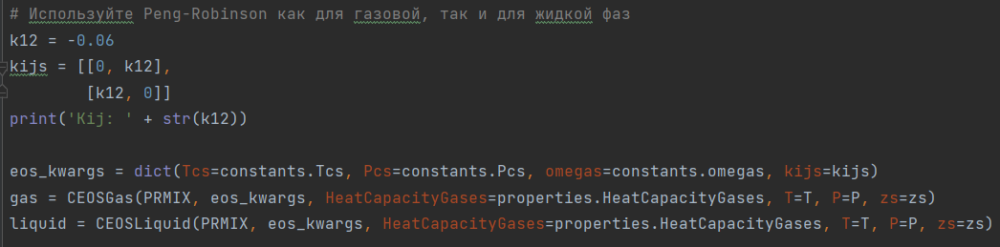 # Используйте Peng-Robinson как для газовой, так и для жидкой фаз
k12 = -0.06
kijs = [[0, k12],
        [k12, 0]]
print('Kij: ' + str(k12))

eos_kwargs = dict(Tcs=constants.Tcs, Pcs=constants.Pcs, omegas=constants.omegas, kijs=kijs)
gas = CEOSGas(PRMIX, eos_kwargs, HeatCapacityGases=properties.HeatCapacityGases, T=T, P=P, zs=zs)
liquid = CEOSLiquid(PRMIX, eos_kwargs, HeatCapacityGases=properties.HeatCapacityGases, T=T, P=P, zs=zs)